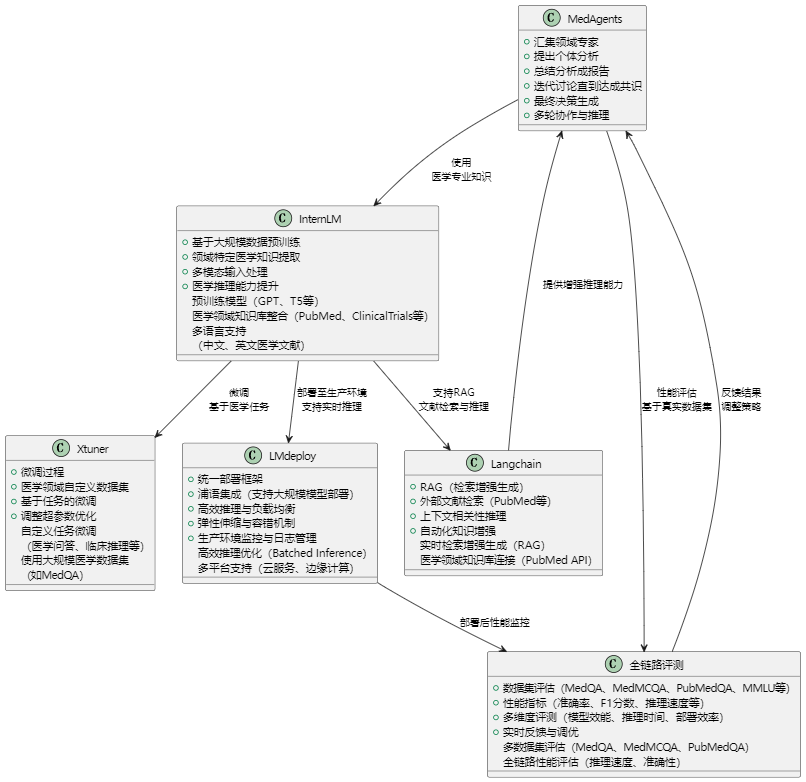 C MedAgents
汇集领域专家
提出个体分析
总结分析成报告
迭代讨论直到达成共识
最终决策生成
多轮协作与推理
使用
医学专业知识
C InternLM
基于大规模数据预训练
领域特定医学知识提取
多模态输入处理
医学推理能力提升
预训练模型（GPT、T5等）
医学领域知识库整合（PubMed、ClinicalTrials等）
多语言支持
（中文、英文医学文献）
提供增强推理能力
微调
基于医学任务
部署至生产环境
支持实时推理
支持RAG
文献检索与推理
性能评估
基于真实数据集
反馈结果
调整策略
C Xtuner
微调过程
医学领域自定义数据集
基于任务的微调
调整超参数优化
自定义任务微调
（医学问答、临床推理等）
使用大规模医学数据集
（如MedQA）
C LMdeploy
统一部署框架
浦语集成（支持大规模模型部署）
高效推理与负载均衡
弹性伸缩与容错机制
生产环境监控与日志管理
高效推理优化（Batched Inference）
多平台支持（云服务、边缘计算）
C Langchain
RAG（检索增强生成）
外部文献检索（PubMed等）
上下文相关性推理
自动化知识增强
实时检索增强生成（RAG）
医学领域知识库连接（PubMed API）
部署后性能监控
C 全链路评测
数据集评估（MedQA、MedMCQA、PubMedQA、MMLU等）
性能指标（准确率、F1分数、推理速度等）
多维度评测（模型效能、推理时间、部署效率）
实时反馈与调优
多数据集评估（MedQA、MedMCQA、PubMedQA）
全链路性能评估（推理速度、准确性）